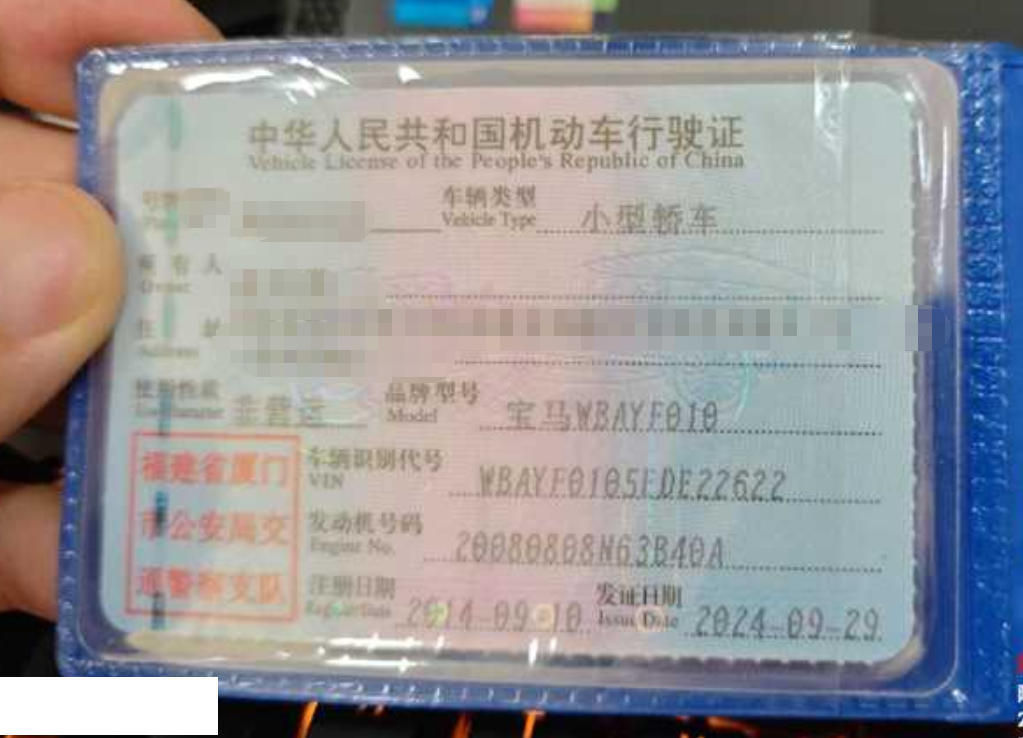 中华人民共和国机动车行驶证
Vehicle License of the People's Republic of China
车辆类型 小型轿车
Vehicle Type
所有人
Owner
住址
Address
使用性质 非营运 品牌型号 宝马WBAYF010
Use Character Model
车辆识别代号 WBAYF0105FDE22622
VIN
发动机号码 20080808N63B40A
Engine No.
注册日期 2014-09-10 发证日期 2024-09-29
Register Date Issue Date
福建省厦门
市公安局交
通警察支队